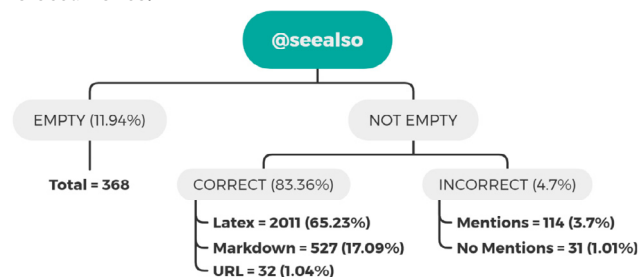 @seealso
EMPTY (11.94%)
NOT EMPTY
Total = 368
CORRECT (83.36%)
INCORRECT (4.7%)
Latex = 2011 (65.23%)
Mentions = 114 (3.7%)
Markdown = 527 (17.09%)
No Mentions = 31 (1.01%)
URL = 32 (1.04%)